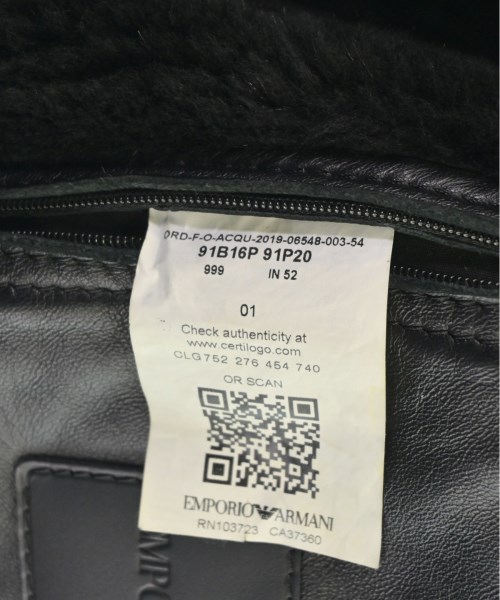 ORD-F-O-ACQU-2019-06548-003-54
91B16P 91P20
999 IN 52
01
Check authenticity at
www.certilogo.com
CLG752 276 454 740
OR SCAN
EMPORIO ARMANI
RN103723 CA37360
EMPO